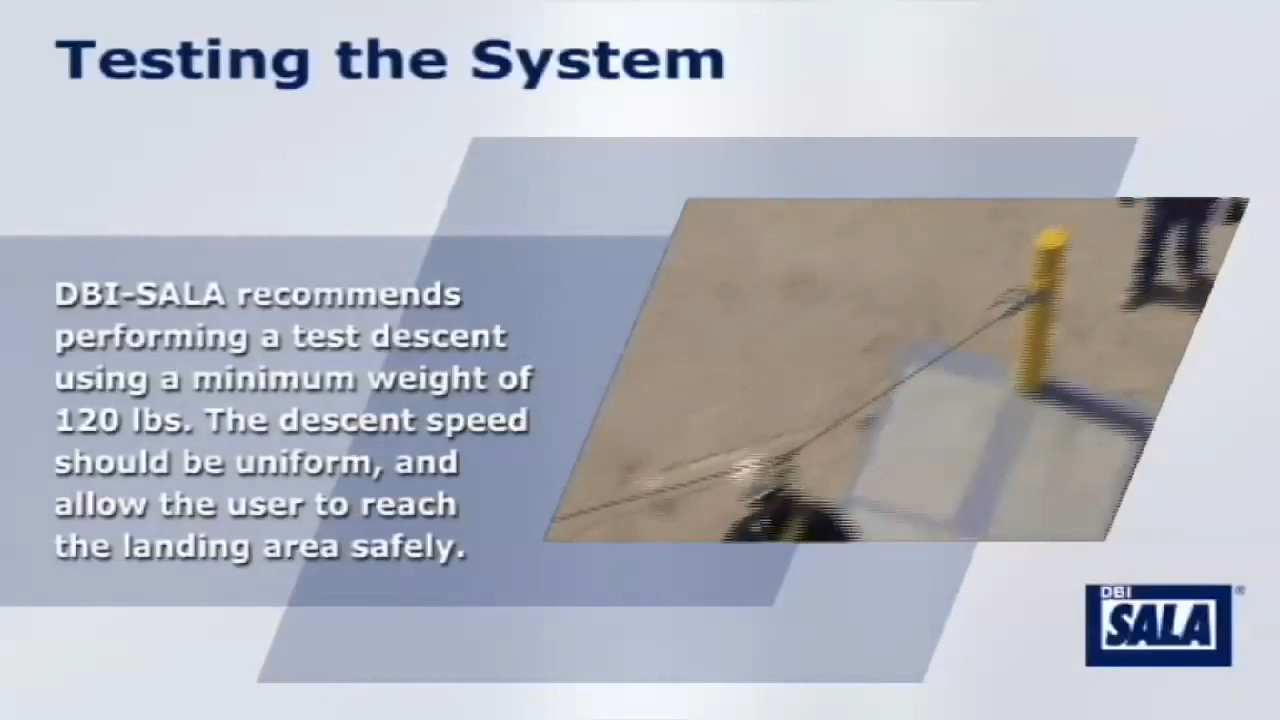 Testing the System
DBI-SALA recommends
performing a test descent
using a minimum weight of
120 lbs. The descent speed
should be uniform, and
allow the user to reach
the landing area safely.
DBI
SALA
®